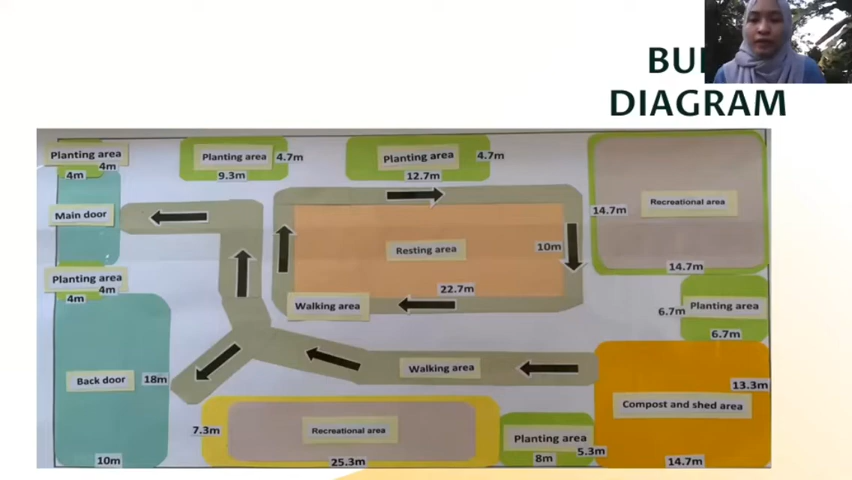 DIAGRAM
Planting area
4m
4m
Planting area
4.7m
9.3m
Planting area
4.7m
12.7m
Recreational area
14.7m
14.7m
Main door
Resting area
10m
22.7m
Walking area
Planting area
4m
4m
Planting area
6.7m
6.7m
Back door
18m
10m
Walking area
Compost and shed area
13.3m
14.7m
Recreational area
7.3m
25.3m
Planting area
5.3m
8m